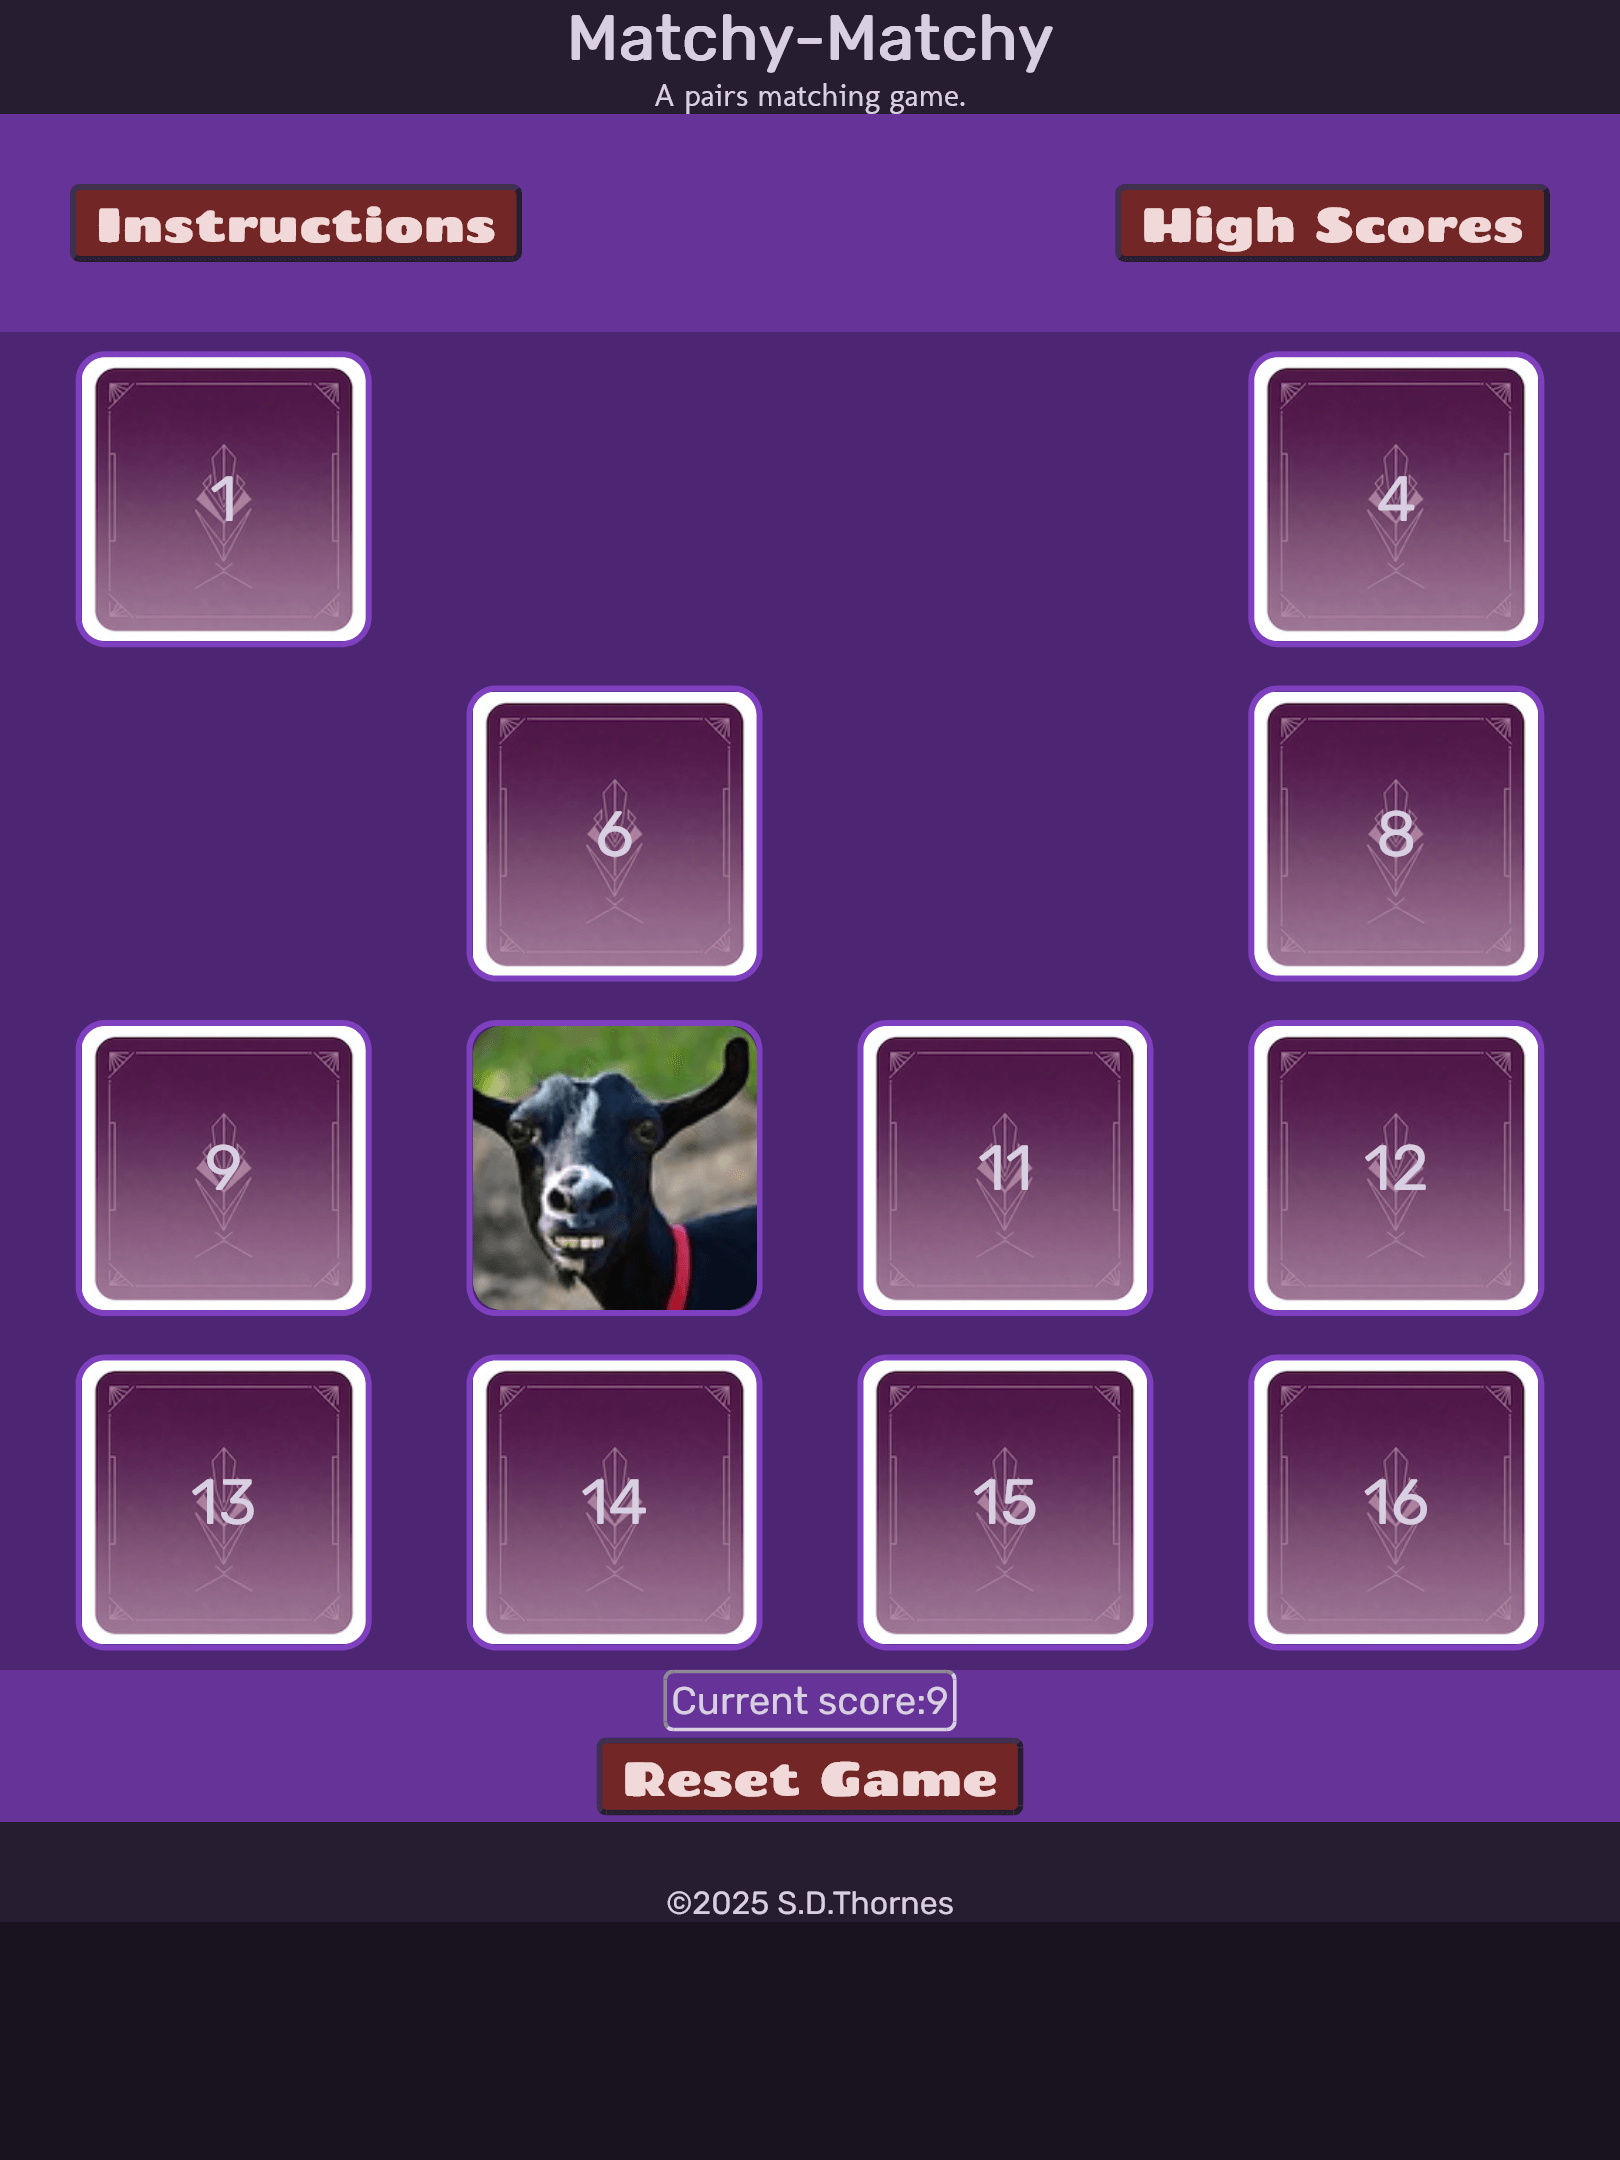 Matchy-Matchy
A pairs matching game.
Instructions
High Scores
1
4
6
8
9
11
12
13
14
15
16
Current score:9
Reset Game
©2025 S.D.Thornes